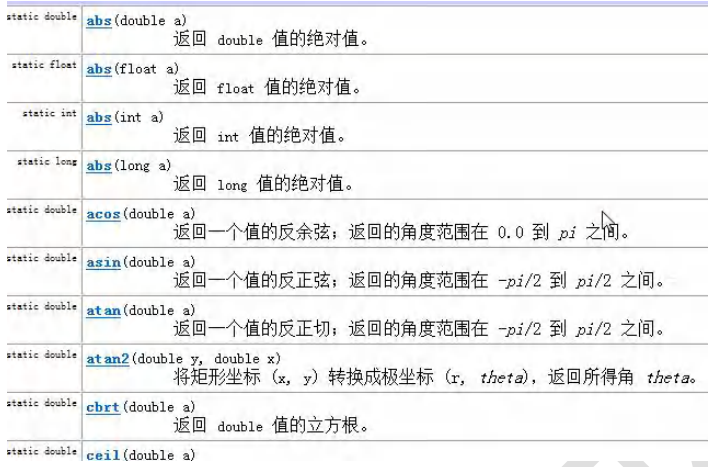 static double abs(double a)
返回 double 值的绝对值。
static float abs(float a)
返回 float 值的绝对值。
static int abs(int a)
返回 int 值的绝对值。
static long abs(long a)
返回 long 值的绝对值。
static double acos(double a)
返回一个值的反余弦；返回的角度范围在 0.0 到 pi 之间。
static double asin(double a)
返回一个值的反正弦；返回的角度范围在 -pi/2 到 pi/2 之间。
static double atan(double a)
返回一个值的反正切；返回的角度范围在 -pi/2 到 pi/2 之间。
static double atan2(double y, double x)
将矩形坐标 (x, y) 转换成极坐标 (r, theta)，返回所得角 theta。
static double cbrt(double a)
返回 double 值的立方根。
static double ceil(double a)